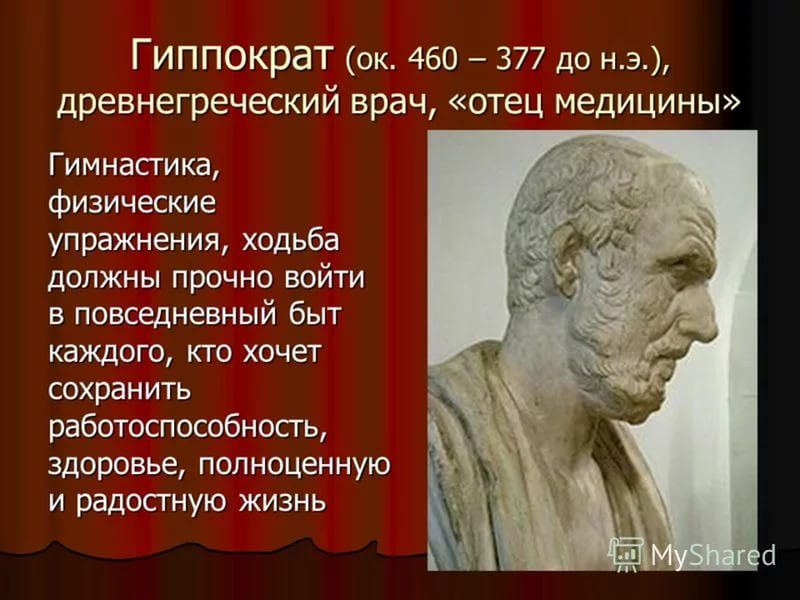 Гиппократ (ок. 460 – 377 до н.э.),
древнегреческий врач, «отец медицины»
Гимнастика,
физические
упражнения, ходьба
должны прочно войти
в повседневный быт
каждого, кто хочет
сохранить
работоспособность,
здоровье, полноценную
и радостную жизнь
MyShared